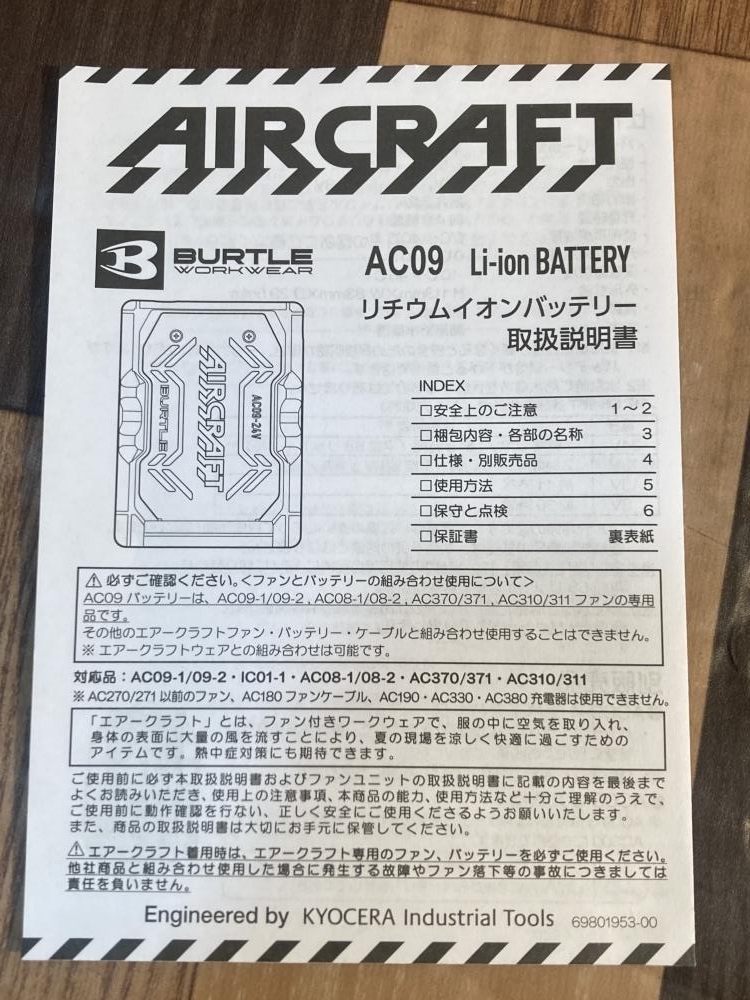 AIRCRAFT
BURTLE
WORKWEAR
AC09 Li-ion BATTERY
リチウムイオンバッテリー
取扱説明書
AIRCRAFT
BURTLE
AC09-24V
INDEX
□安全上のご注意 1～2
□梱包内容・各部の名称 3
□仕様・別販売品 4
□使用方法 5
□保守と点検 6
□保証書 裏表紙
⚠ 必ずご確認ください。<ファンとバッテリーの組み合わせ使用について>
AC09 バッテリーは、AC09-1/09-2 , AC08-1/08-2 , AC370/371 , AC310/311 ファンの専用
品です。
その他のエアークラフトファン・バッテリー・ケーブルと組み合わせ使用することはできません。
※ エアークラフトウェアとの組み合わせは可能です。
対応品：AC09-1/09-2・IC01-1・AC08-1/08-2・AC370/371・AC310/311
※ AC270/271 以前のファン、AC180 ファンケーブル、AC190・AC330・AC380 充電器は使用できません。
「エアークラフト」とは、ファン付きワークウェアで、服の中に空気を取り入れ、
身体の表面に大量の風を流すことにより、夏の現場を涼しく快適に過ごすための
アイテムです。熱中症対策にも期待できます。
ご使用前に必ず本取扱説明書およびファンユニットの取扱説明書に記載の内容を最後まで
よくお読みいただき、使用上の注意事項、本商品の能力、使用方法など十分ご理解のうえで、
ご使用前に動作確認を行ない、正しく安全にご使用くださるようお願いいたします。
また、商品の取扱説明書は大切にお手元に保管してください。
⚠ エアークラフト着用時は、エアークラフト専用のファン、バッテリーを必ずご使用ください。
他社商品と組み合わせ使用した場合に発生する故障やファン落下等の事故につきましては
責任を負いません。
Engineered by KYOCERA Industrial Tools 69801953-00